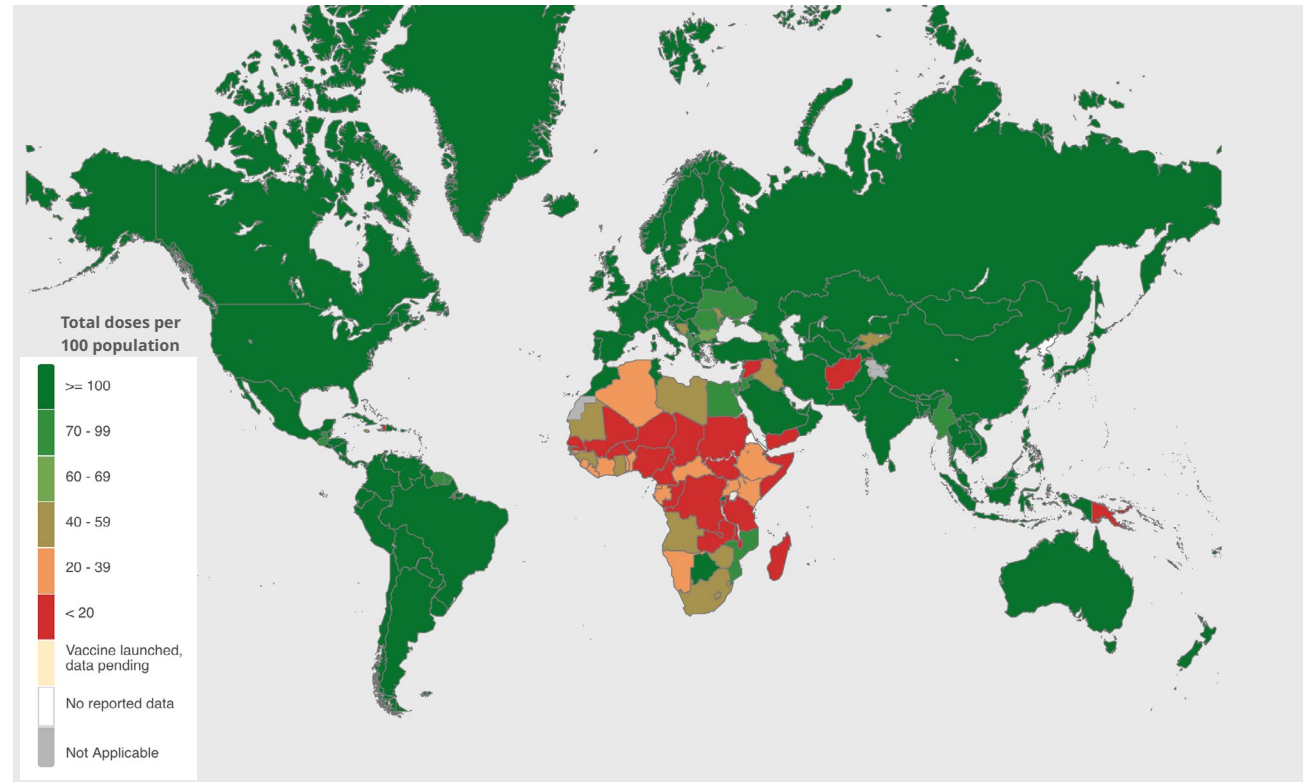 Total doses per
100 population
>= 100
70 - 99
60 - 69
40 - 59
20 - 39
< 20
Vaccine launched,
data pending
No reported data
Not Applicable